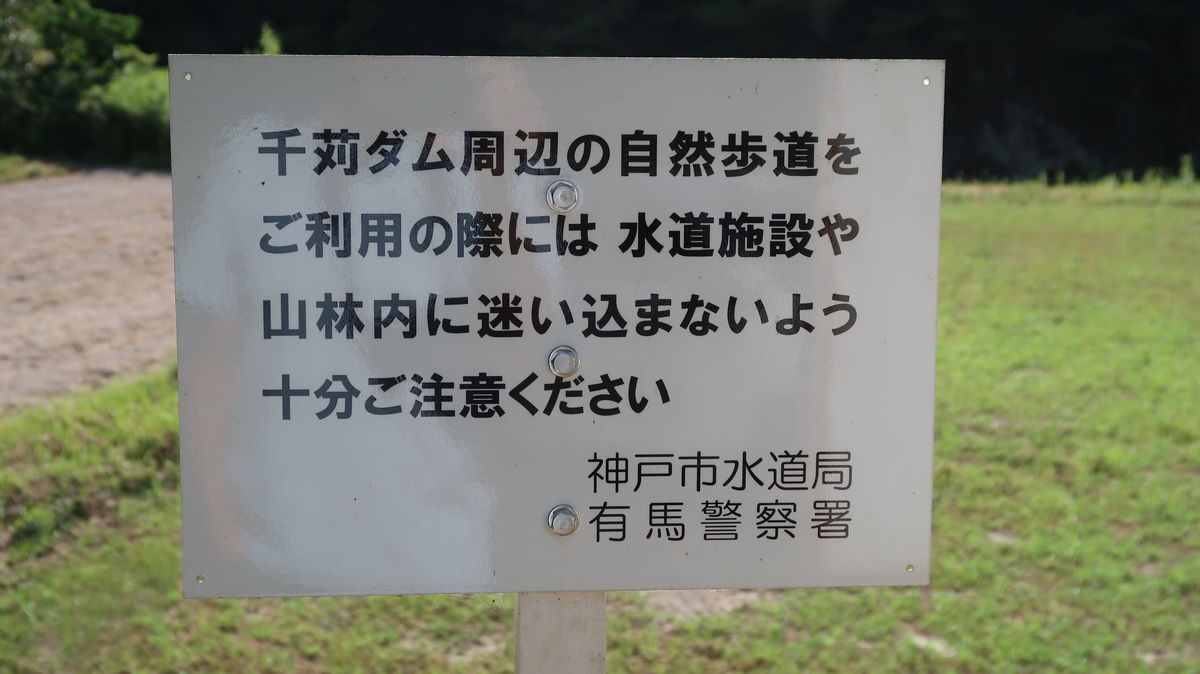 千苅ダム周辺の自然歩道を
ご利用の際には 水道施設や
山林内に迷い込まないよう
十分ご注意ください
神戸市水道局
有馬警察署